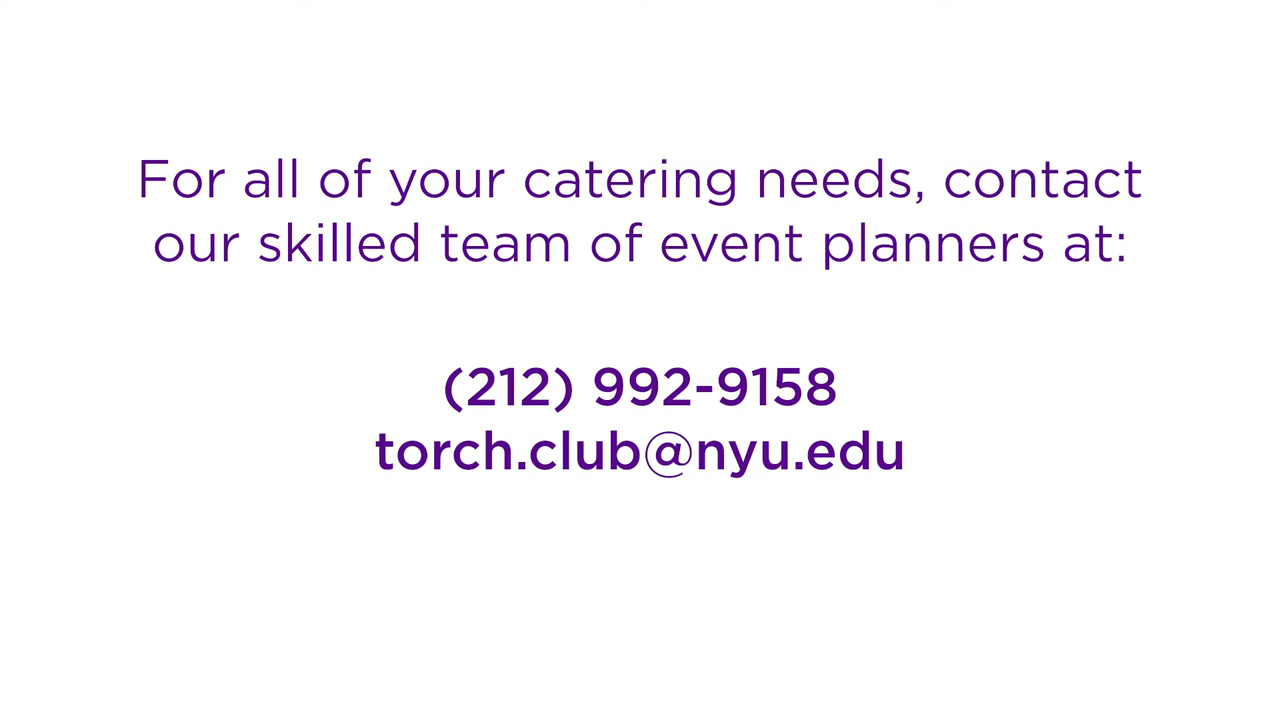 For all of your catering needs, contact
our skilled team of event planners at:
(212) 992-9158
torch.club@nyu.edu